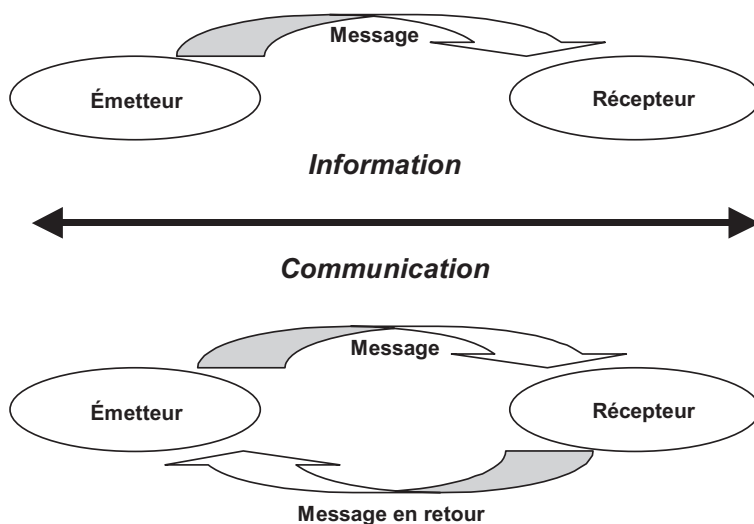 Message
Émetteur
Récepteur
Information
Communication
Message
Émetteur
Récepteur
Message en retour